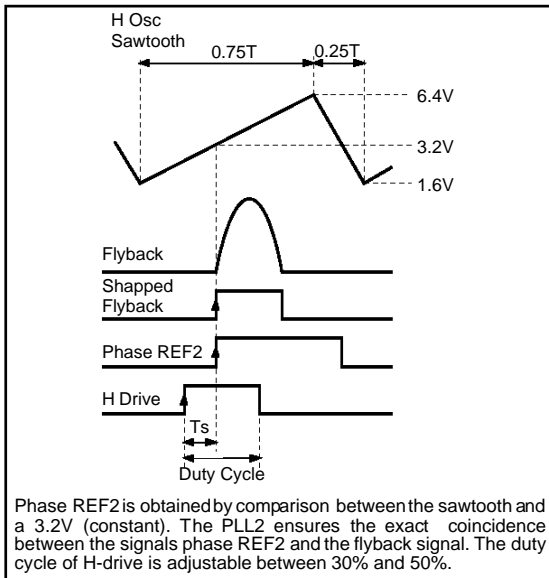 H Osc
Sawtooth
0.75T
0.25T
6.4V
3.2V
1.6V
Flyback
Shapped
Flyback
Phase REF2
H Drive
Ts
Duty Cycle
Phase REF2 is obtained by comparison between the sawtooth and
a 3.2V (constant). The PLL2 ensures the exact coincidence
between the signals phase REF2 and the flyback signal. The duty
cycle of H-drive is adjustable between 30% and 50%.